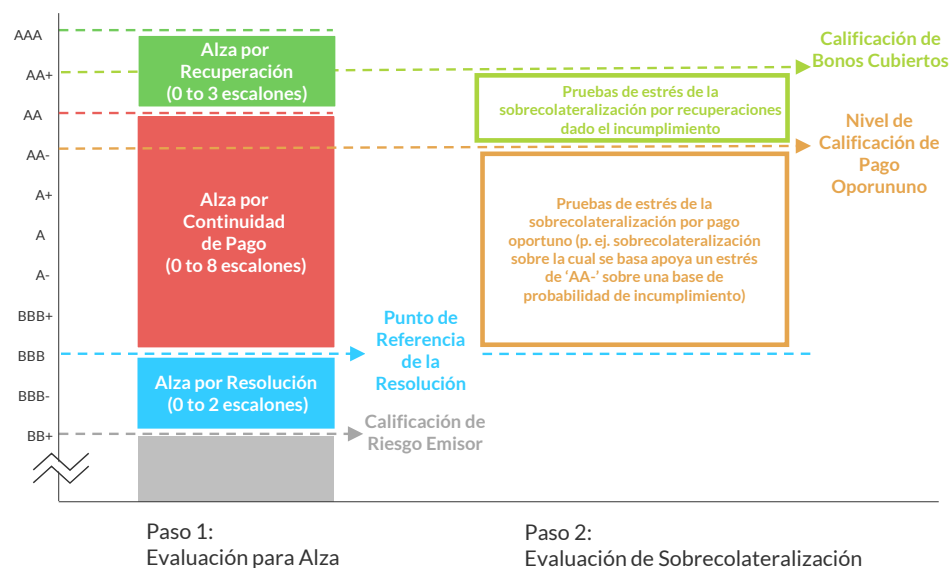 AAA
AA+
AA
AA-
A+
A
A-
BBB+
BBB
BBB-
BB+
Alza por
Recuperación
(0 to 3 escalones)
Alza por
Continuidad
de Pago
(0 to 8 escalones)
Alza por Resolución
(0 to 2 escalones)
Punto de
Referencia
de la
Resolución
Calificación de
Riesgo Emisor
Pruebas de estrés de la
sobrecolateralización por recuperaciones
dado el incumplimiento
Pruebas de estrés de la
sobrecolateralización por pago
oportuno (p. ej. sobrecolateralización
sobre la cual se basa apoya un estrés
de ‘AA-’ sobre una base de
probabilidad de incumplimiento)
Calificación de
Bonos Cubiertos
Nivel de
Calificación de
Pago
Oporununo
Paso 1:
Evaluación para Alza
Paso 2:
Evaluación de Sobrecolateralización